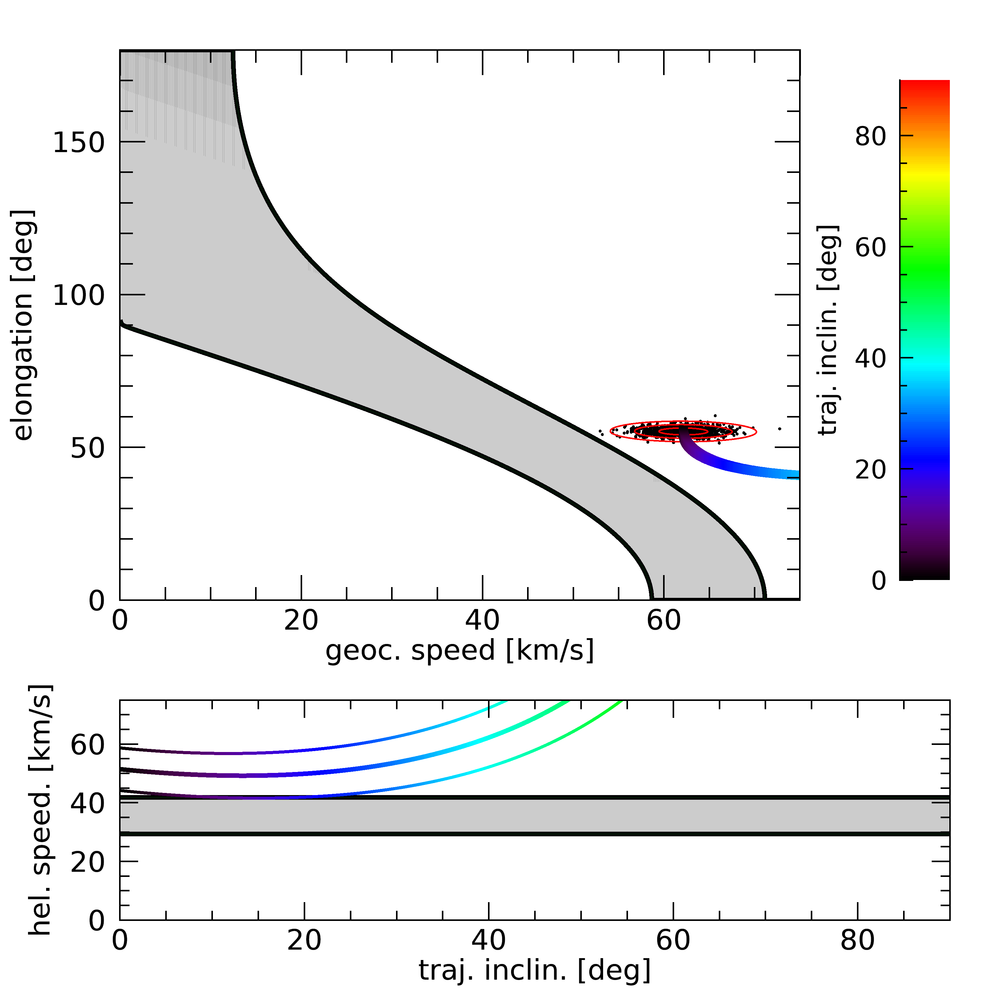 elongation [deg]
150
100
50
0
0 20 40 60
geoc. speed [km/s]
traj. inclin. [deg]
80
60
40
20
0
hel. speed. [km/s]
60
40
20
0
0 20 40 60 80
traj. inclin. [deg]